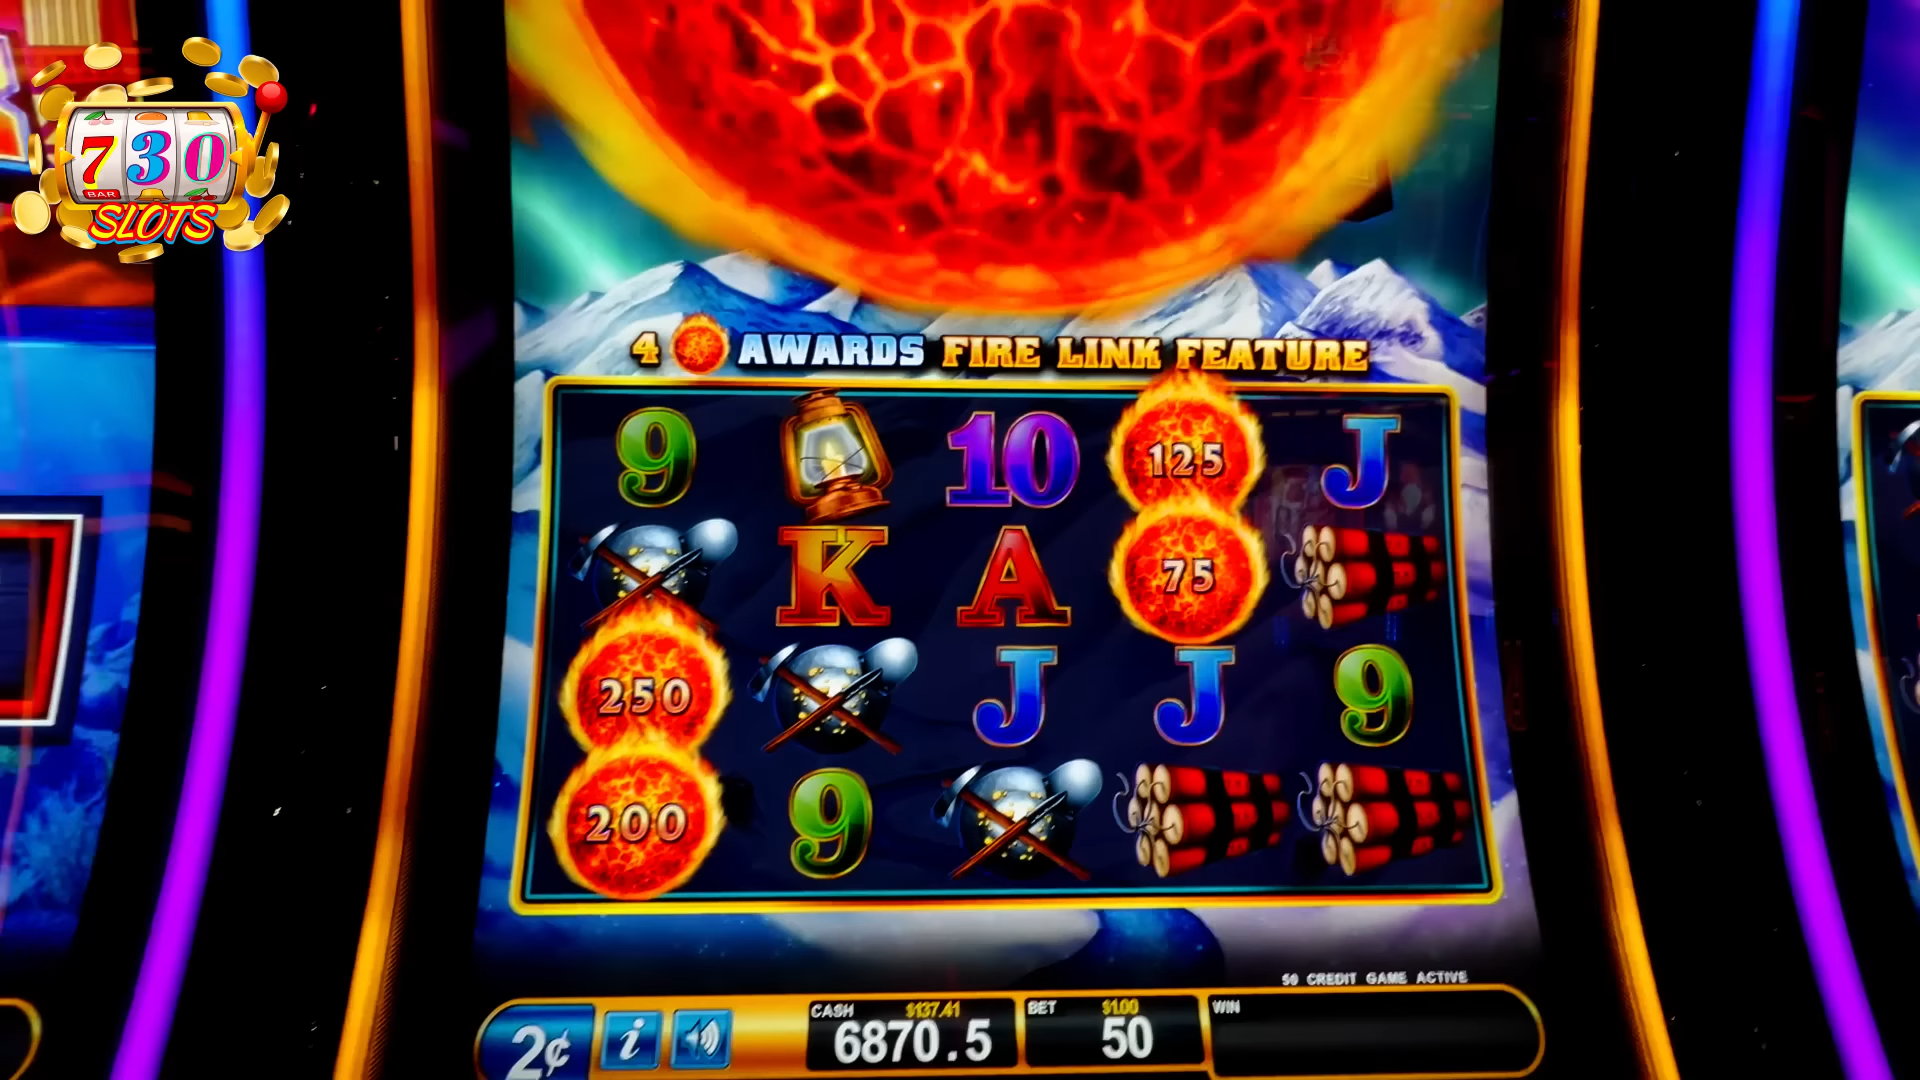 730
BAR
SLOTS
4 AWARDS FIRE LINK FEATURE
9 10 125 J
K A 75
250 J J 9
200 9
50 CREDIT GAME ACTIVE
2¢ i CASH $137.41 BET $1.00 WIN
6870.5 50